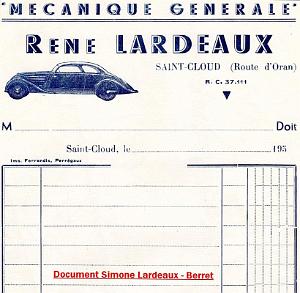 "MECANIQUE GENERALE"
RENE LARDEAUX
SAINT-CLOUD (Route d'Oran)
R. C. 37.111
M Doit
Saint-Cloud, le 195
Imp. Ferrandis, Perrégaux
Document Simone Lardeaux - Berret